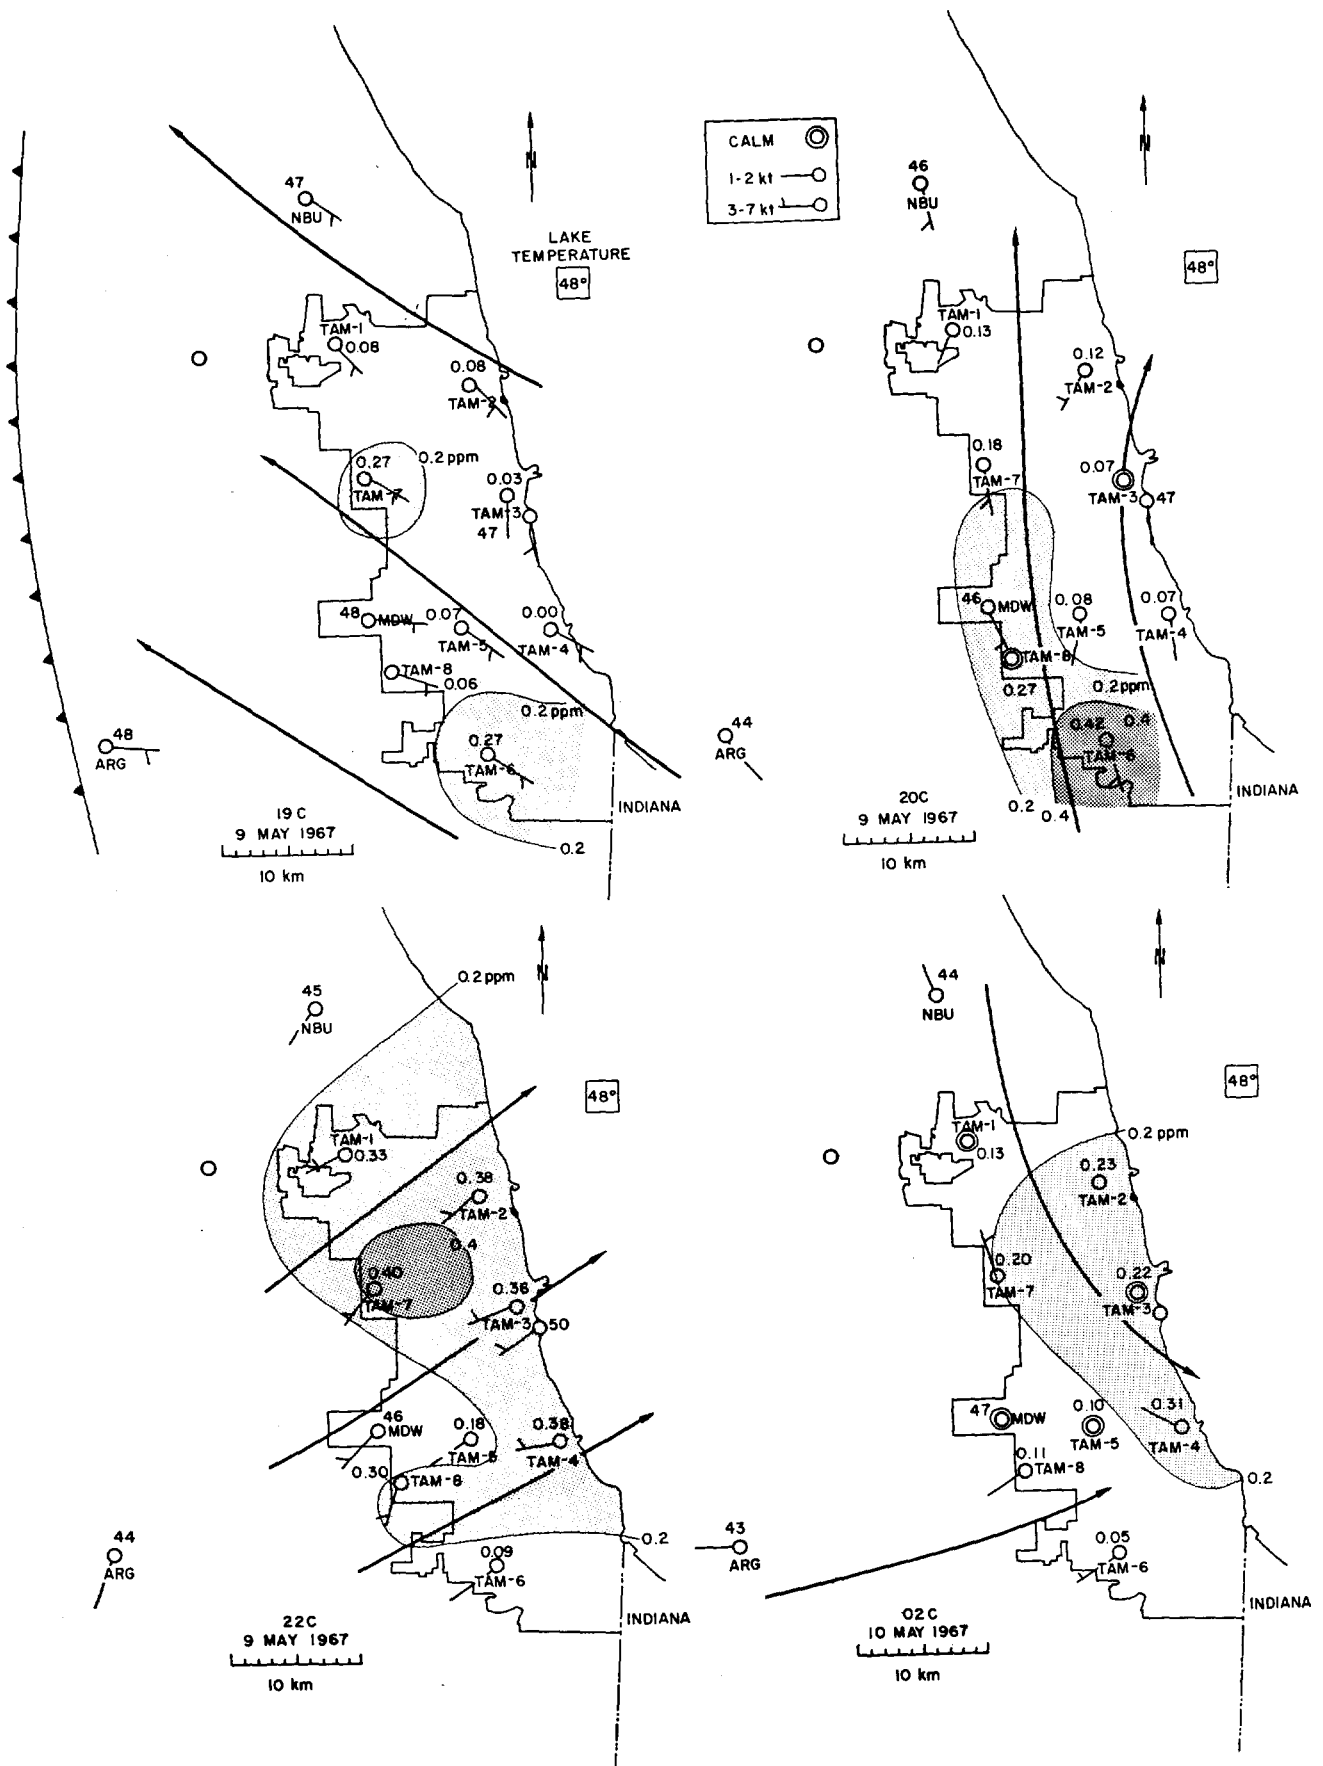 47
NBU
N
LAKE
TEMPERATURE
48°
TAM-1
0.08
0.08
TAM-2
0.2 ppm
0.27
TAM-7
0.03
TAM-3
47
48
MDW
0.07
TAM-5
0.00
TAM-4
TAM-8
0.06
0.2 ppm
0.27
TAM-6
48
ARG
INDIANA
0.2
19C
9 MAY 1967
10 km
CALM
1-2 kt
3-7 kt
46
NBU
N
48°
TAM-1
0.13
0.12
TAM-2
0.18
TAM-7
0.07
TAM-3
47
46
MDW
0.08
TAM-5
0.07
TAM-4
TAM-8
0.27
0.2 ppm
0.42
0.4
TAM-6
44
ARG
INDIANA
0.2
0.4
20C
9 MAY 1967
10 km
0.2 ppm
N
45
NBU
48°
TAM-1
0.33
0.38
TAM-2
0.4
0.40
TAM-7
0.36
TAM-3
50
46
MDW
0.18
TAM-5
0.38
TAM-4
0.30
TAM-8
0.2
44
ARG
0.09
TAM-6
INDIANA
22C
9 MAY 1967
10 km
44
NBU
N
48°
TAM-1
0.13
0.2 ppm
0.23
TAM-2
0.20
TAM-7
0.22
TAM-3
47
MDW
0.10
TAM-5
0.31
TAM-4
0.11
TAM-8
0.2
43
ARG
0.05
TAM-6
INDIANA
02C
10 MAY 1967
10 km